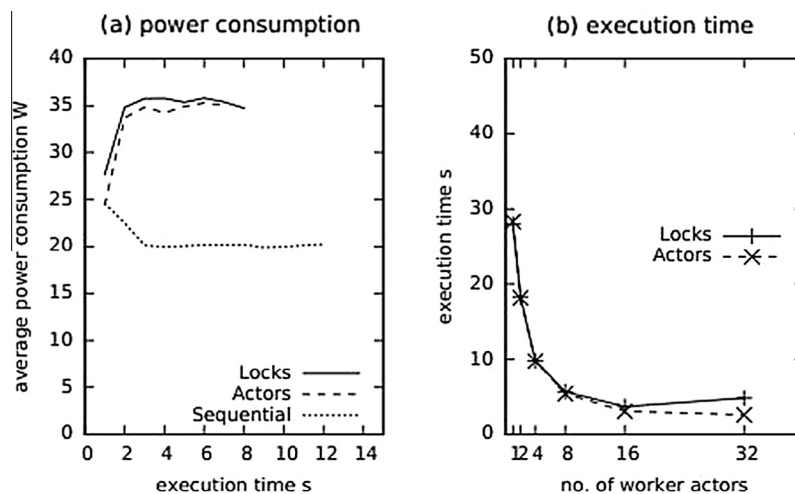 (a) power consumption
40
35
30
25
20
15
10
5
0
average power consumption W
Locks
Actors
Sequential
0 2 4 6 8 10 12 14
execution time s
(b) execution time
50
40
30
20
10
0
execution time s
Locks
Actors
1 2 4 8 16 32
no. of worker actors